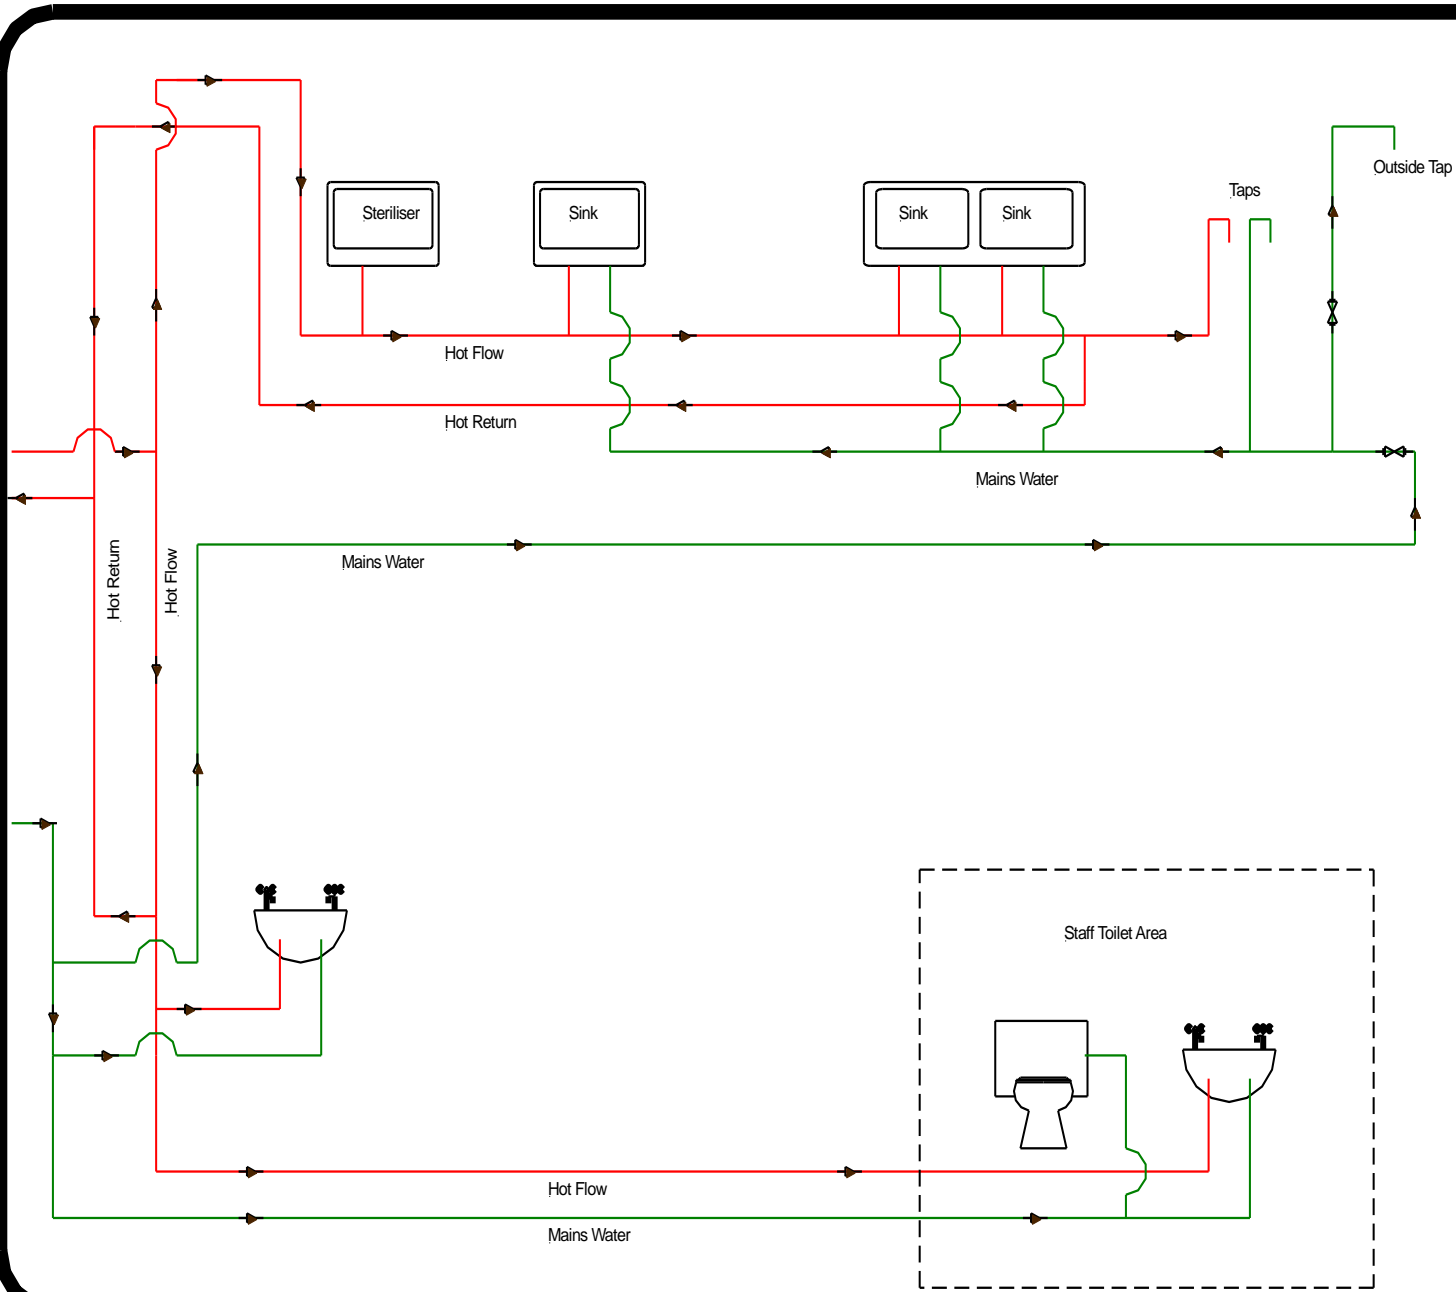 Outside Tap
Taps
Steriliser
Sink
Sink
Sink
Hot Flow
Hot Return
Mains Water
Hot Return
Hot Flow
Mains Water
Staff Toilet Area
Hot Flow
Mains Water